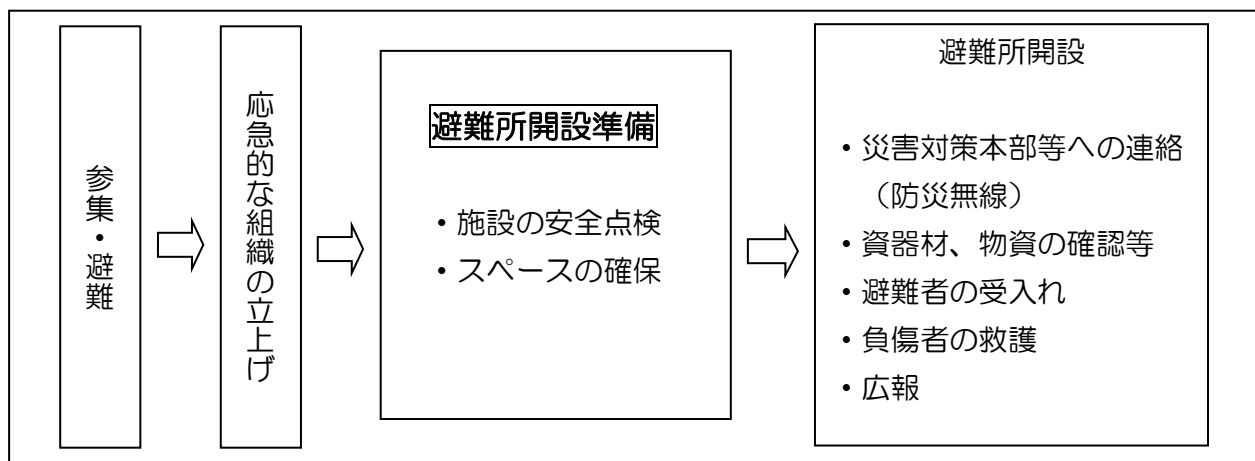 参集・避難
応急的な組織の立上げ
避難所開設準備
・施設の安全点検
・スペースの確保
避難所開設
・災害対策本部等への連絡
（防災無線）
・資器材、物資の確認等
・避難者の受入れ
・負傷者の救護
・広報